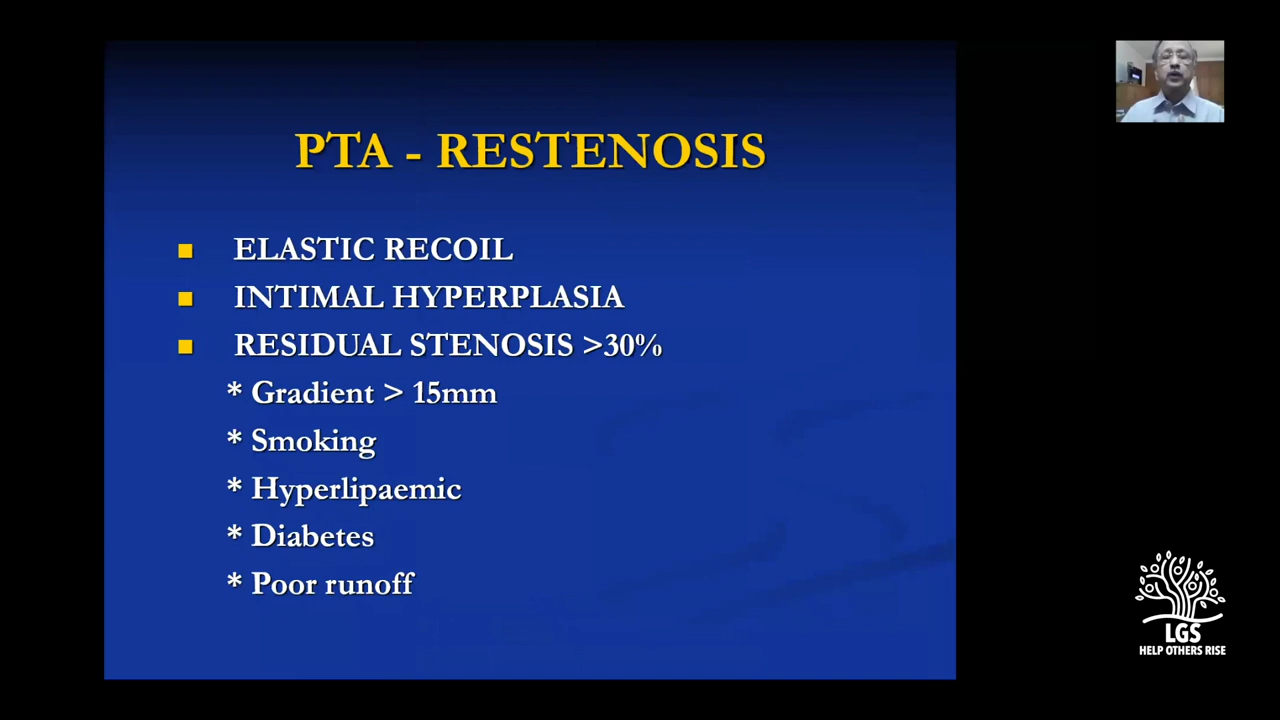 PTA - RESTENOSIS
ELASTIC RECOIL
INTIMAL HYPERPLASIA
RESIDUAL STENOSIS >30%
* Gradient > 15mm
* Smoking
* Hyperlipaemic
* Diabetes
* Poor runoff
LGS
HELP OTHERS RISE